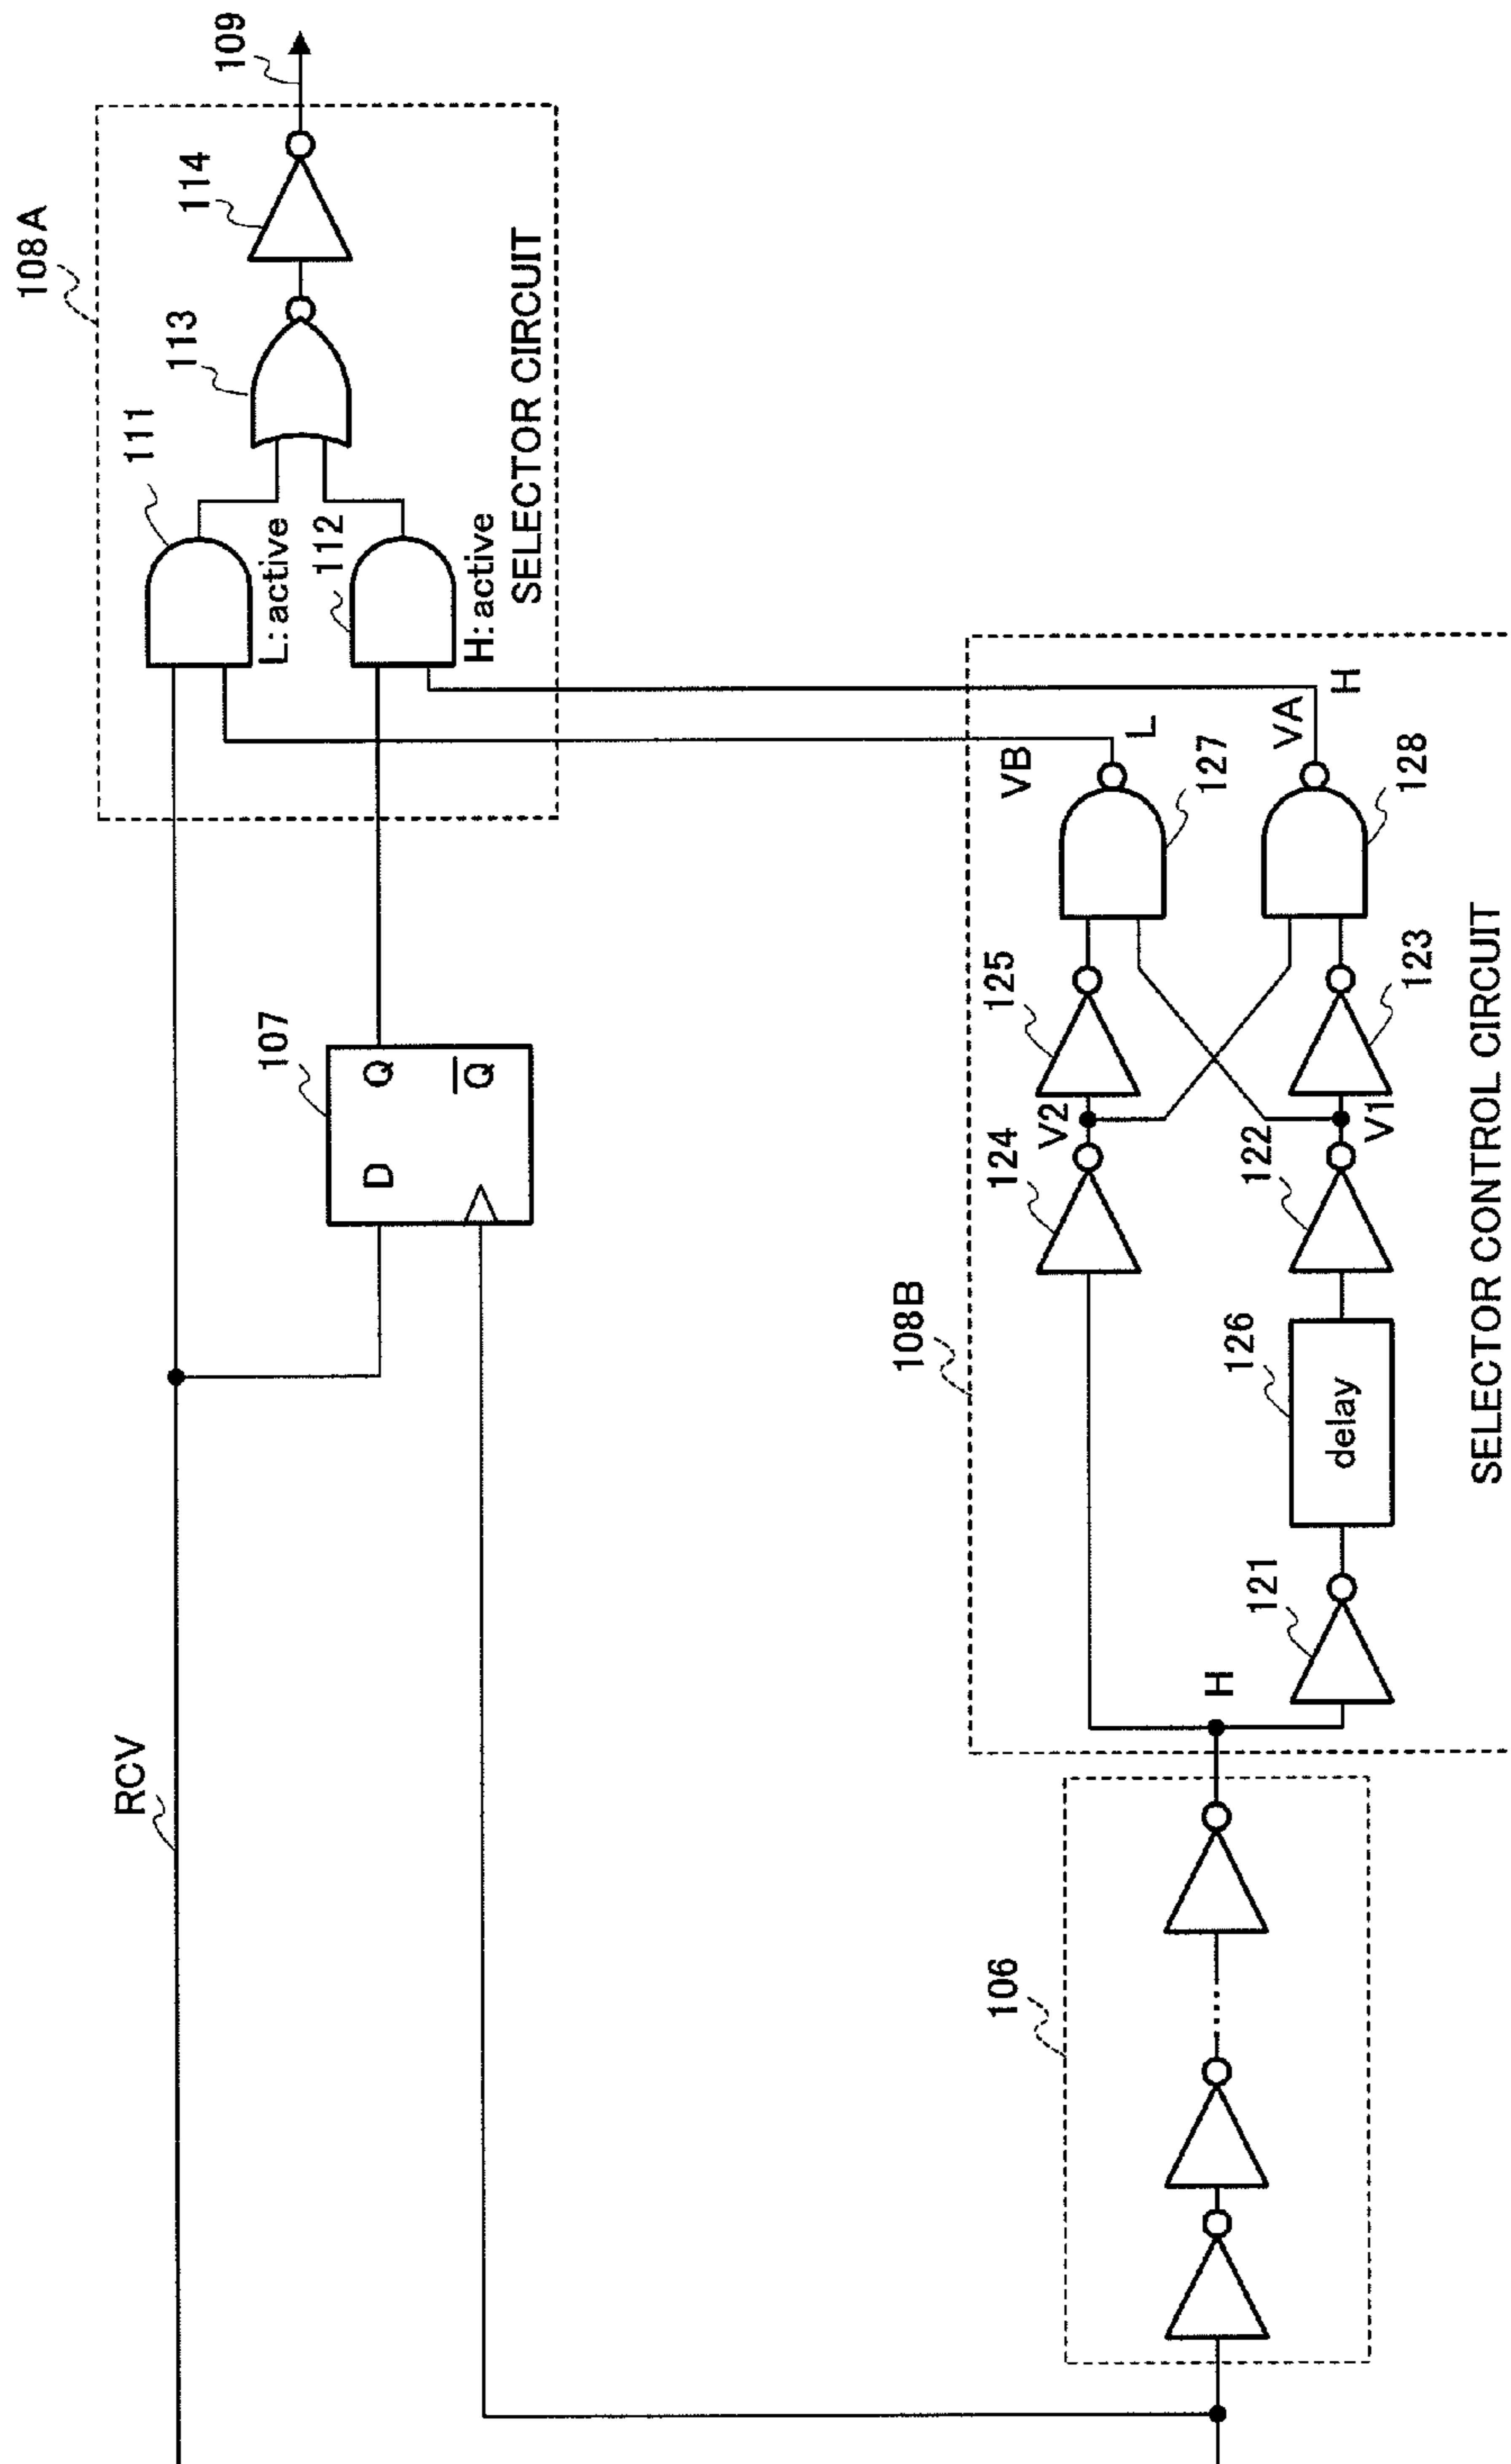 108A
109
114
113
111
L: active
112
H: active
SELECTOR CIRCUIT
107
D
Q
Q
RCV
108B
SELECTOR CONTROL CIRCUIT
VB
L
VA
H
127
128
125
123
V2
124
V1
122
126
delay
121
H
106